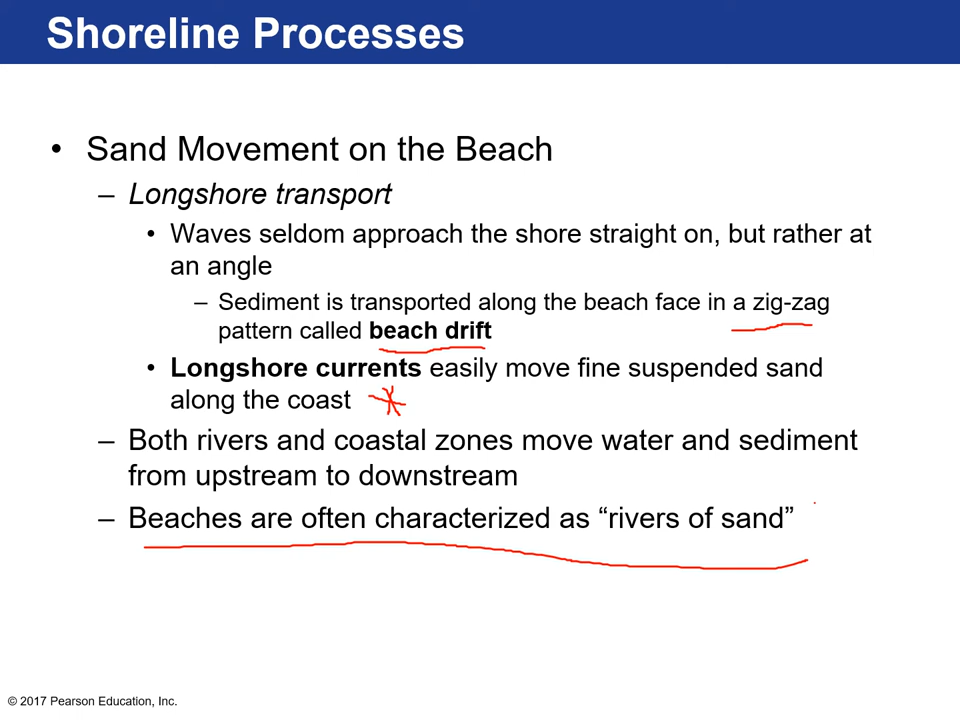 Shoreline Processes
• Sand Movement on the Beach
– Longshore transport
• Waves seldom approach the shore straight on, but rather at
an angle
– Sediment is transported along the beach face in a zig-zag
pattern called beach drift
• Longshore currents easily move fine suspended sand
along the coast
– Both rivers and coastal zones move water and sediment
from upstream to downstream
– Beaches are often characterized as “rivers of sand”
© 2017 Pearson Education, Inc.